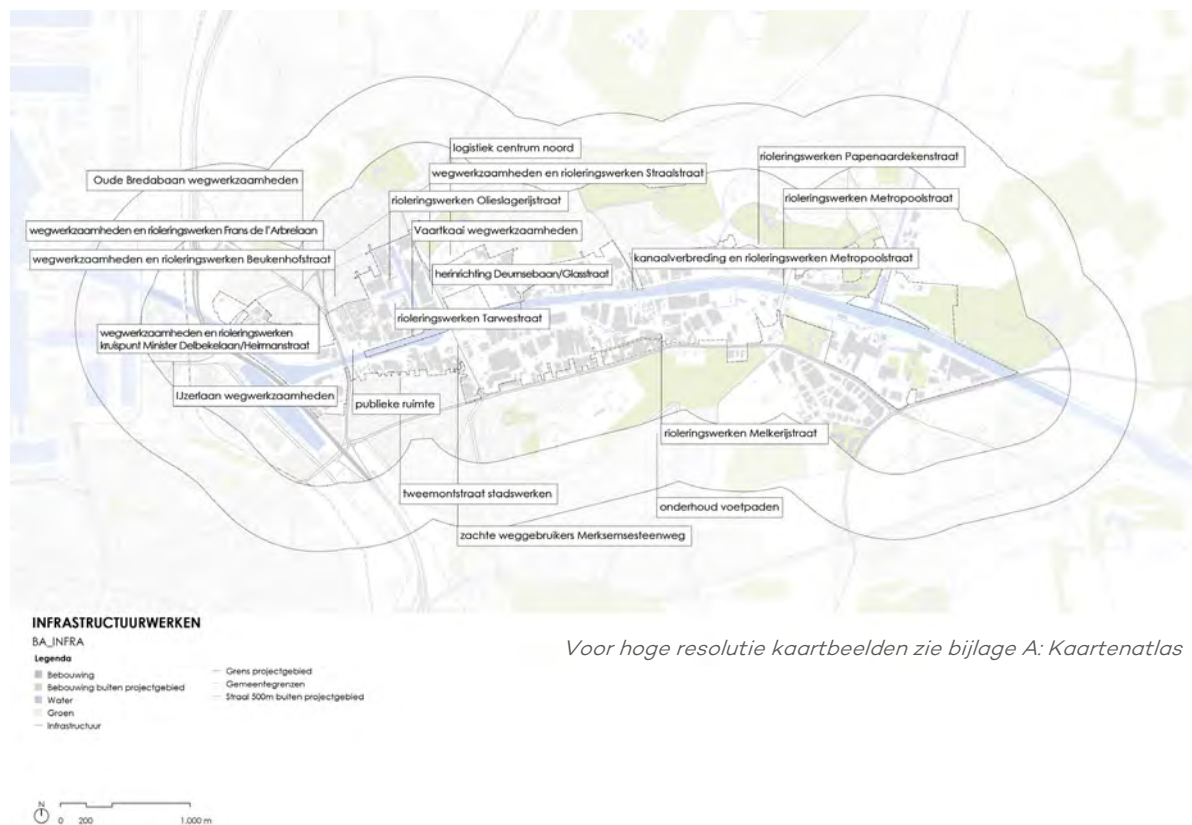 logistiek centrum noord
rioleringswerken Papenaardekenstraat
wegwerkzaamheden en rioleringswerken Straalstraat
Oude Bredabaan wegwerkzaamheden
rioleringswerken Olieslagerijstraat
rioleringswerken Metropoolstraat
wegwerkzaamheden en rioleringswerken Frans de l'Arbrelaan
Vaartkaai wegwerkzaamheden
wegwerkzaamheden en rioleringswerken Beukenhofstraat
kanaalverbreding en rioleringswerken Metropoolstraat
herinrichting Deurnsebaan/Glasstraat
rioleringswerken Tarwestraat
wegwerkzaamheden en rioleringswerken
kruispunt Minister Delbekelaan/Heirmanstraat
IJzerlaan wegwerkzaamheden
publieke ruimte
rioleringswerken Melkerijstraat
tweemontstraat stadswerken
onderhoud voetpaden
zachte weggebruikers Merksemsesteenweg
INFRASTRUCTUURWERKEN
BA_INFRA
Legenda
Bebouwing
Bebouwing buiten projectgebied
Water
Groen
Infrastructuur
Grens projectgebied
Gemeentegrenzen
Straal 500m buiten projectgebied
Voor hoge resolutie kaartbeelden zie bijlage A: Kaartenatlas
N
0 200 1.000 m